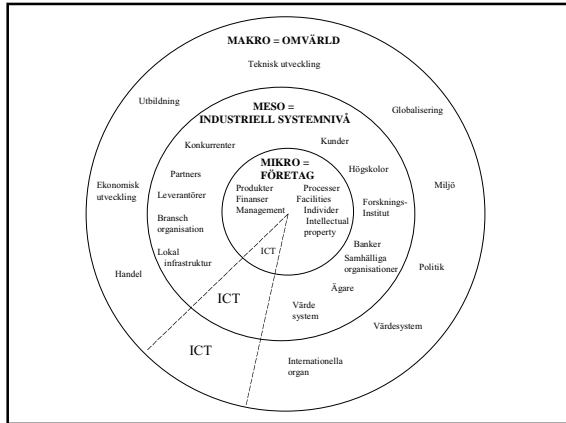 MAKRO = OMVÄRLD
Teknisk utveckling
Utbildning
Globalisering
MESO =
INDUSTRIELL SYSTEMNIVÅ
Konkurrenter
Kunder
MIKRO =
FÖRETAG
Högskolor
Partners
Ekonomisk
utveckling
Miljö
Produkter
Finanser
Management
Processer
Facilities
Individer
Intellectual
property
Leverantörer
Forsknings-
Institut
Bransch
organisation
Lokal
infrastruktur
ICT
Banker
Samhälliga
organisationer
Politik
Handel
Ägare
ICT
Värde
system
Värdesystem
ICT
Internationella
organ